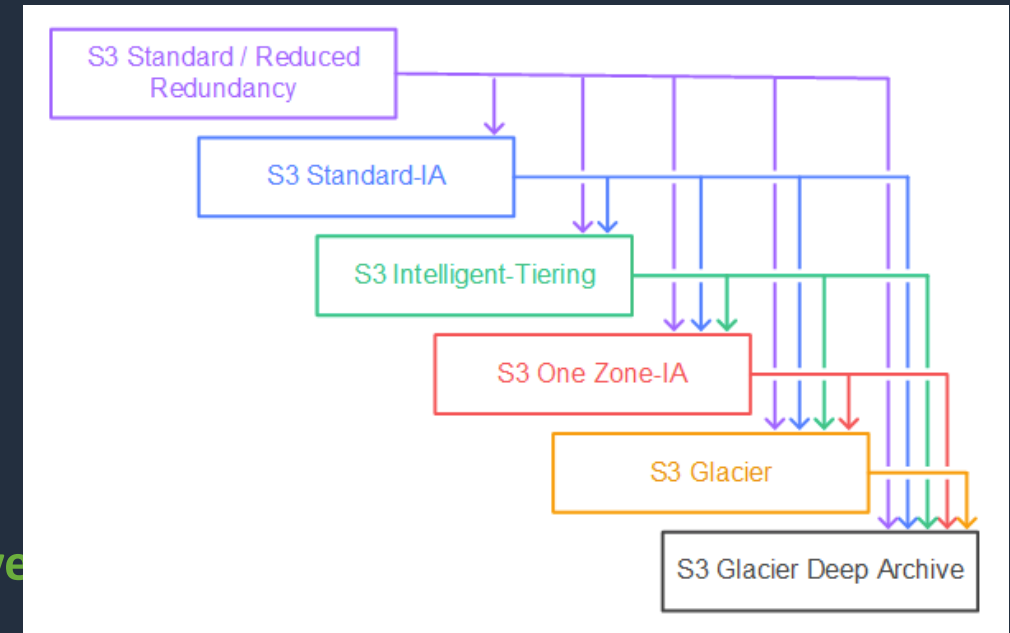 S3 Standard / Reduced
Redundancy
S3 Standard-IA
S3 Intelligent-Tiering
S3 One Zone-IA
S3 Glacier
ve
S3 Glacier Deep Archive